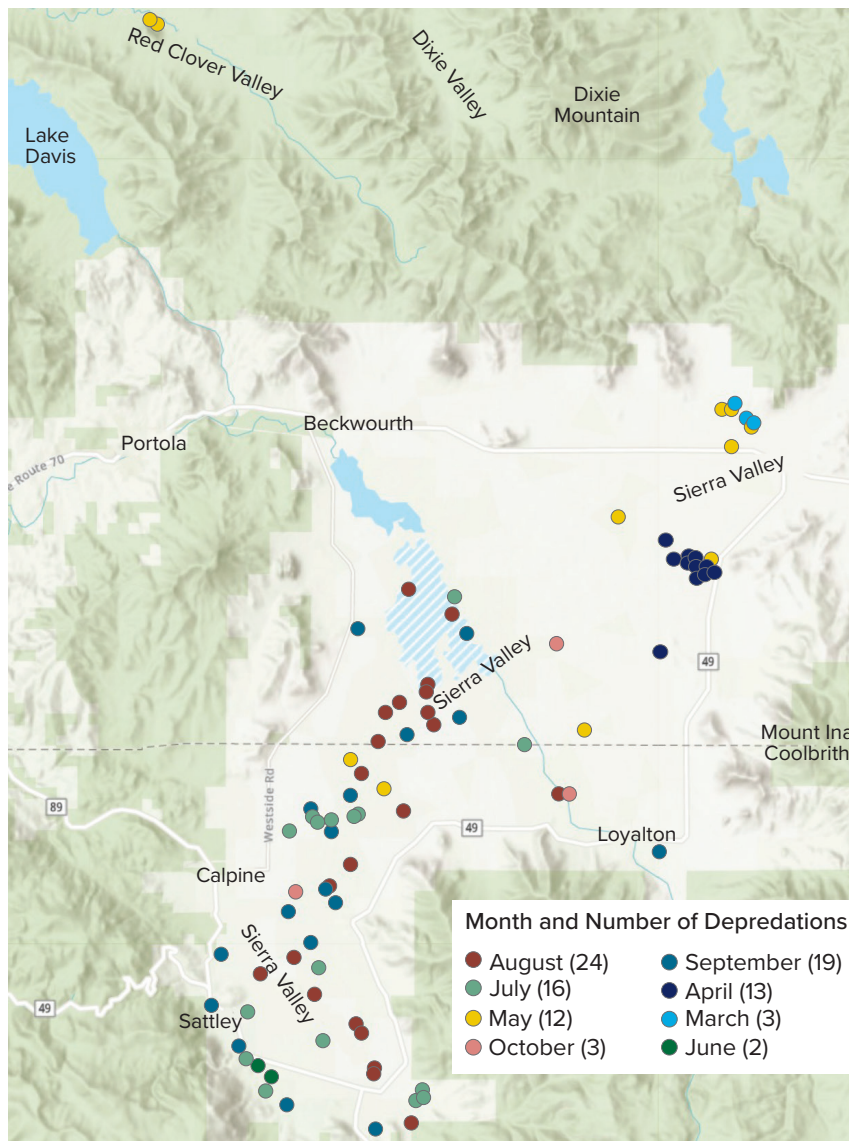 Red Clover Valley
Dixie Valley
Dixie
Mountain
Lake
Davis
Beckwourth
Portola
e Route 70
Sierra Valley
49
Sierra Valley
Mount Ina
Coolbrith
Westside Rd
89
49
Loyalton
Calpine
Sierra Valley
49
Sattley
Month and Number of Depredations
August (24)
September (19)
July (16)
April (13)
May (12)
March (3)
October (3)
June (2)